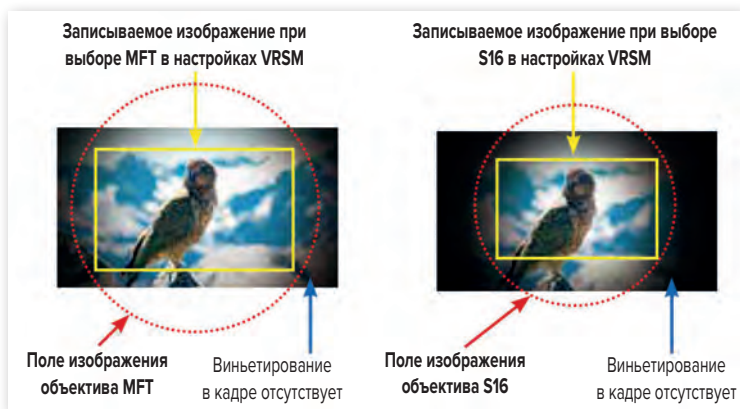 Записываемое изображение при
выборе MFT в настройках VRSM
Записываемое изображение при выборе
S16 в настройках VRSM
Поле изображения
объектива MFT
Виньетирование
в кадре отсутствует
Поле изображения
объектива S16
Виньетирование
в кадре отсутствует